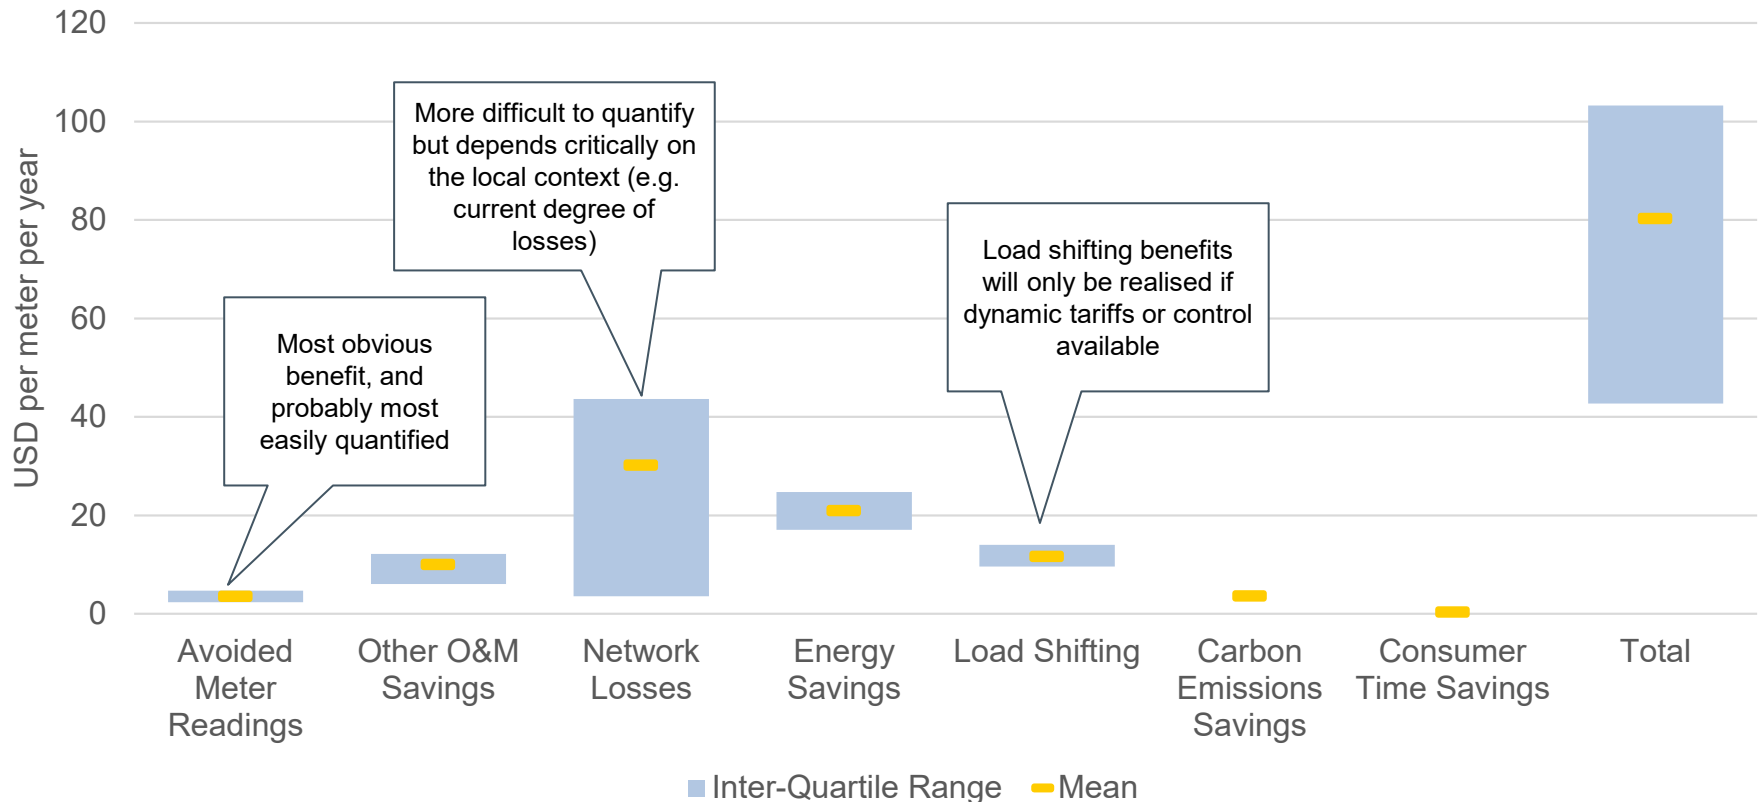 120
100
80
60
40
20
0
USD per meter per year
More difficult to quantify
but depends critically on
the local context (e.g.
current degree of
losses)
Load shifting benefits
will only be realised if
dynamic tariffs or control
available
Most obvious
benefit, and
probably most
easily quantified
Avoided
Meter
Readings
Other O&M
Savings
Network
Losses
Energy
Savings
Load Shifting
Carbon
Emissions
Savings
Consumer
Time Savings
Total
Inter-Quartile Range
Mean